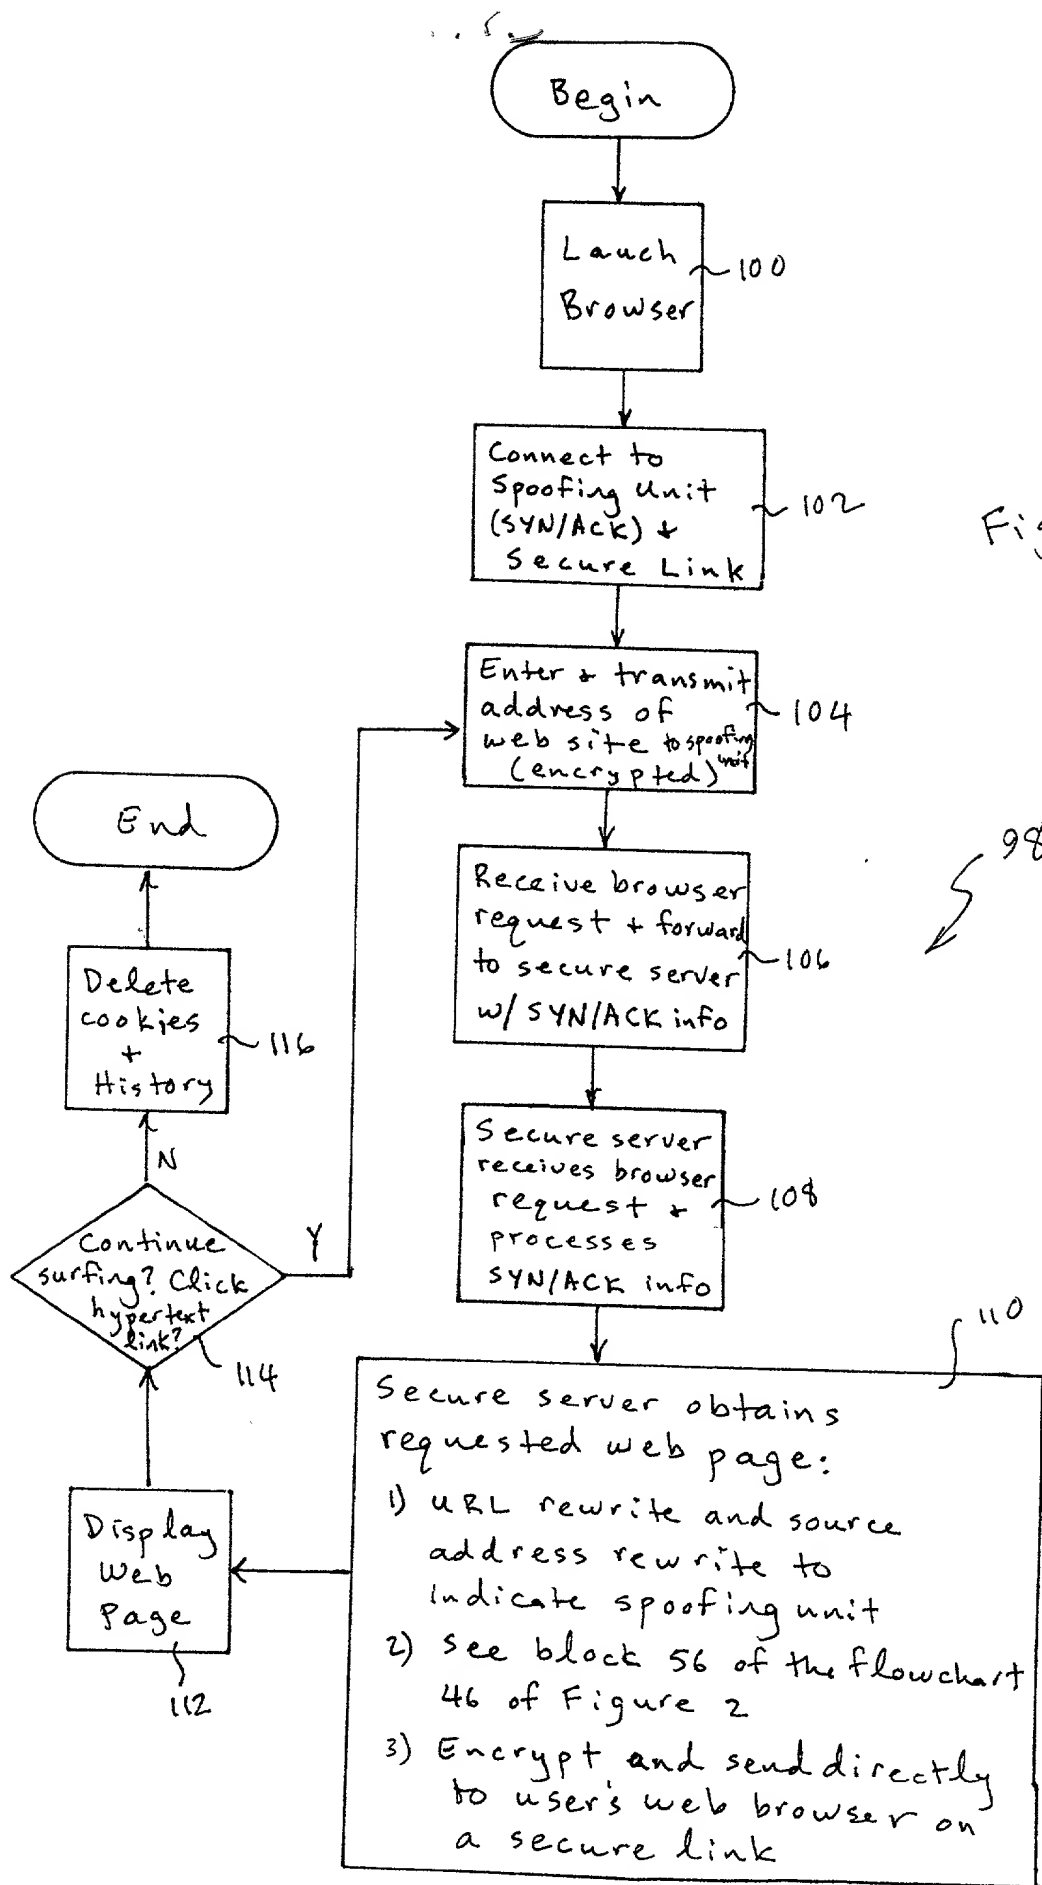 Begin
Lauch
Browser
100
Connect to
Spoofing Unit
(SYN/ACK) +
Secure Link
102
Fig
Enter + transmit
address of
web site to spoofing
unit
(encrypted)
104
98
Receive browser
request + forward
to secure server
w/ SYN/ACK info
106
Secure server
receives browser
request +
processes
SYN/ACK info
108
110
Secure server obtains
requested web page:
1) URL rewrite and source
address rewrite to
indicate spoofing unit
2) See block 56 of the flowchart
46 of Figure 2
3) Encrypt and send directly
to user's web browser on
a secure link
Display
Web
Page
112
Continue
surfing? Click
hypertext
link?
114
Y
N
Delete
cookies
+
History
116
End